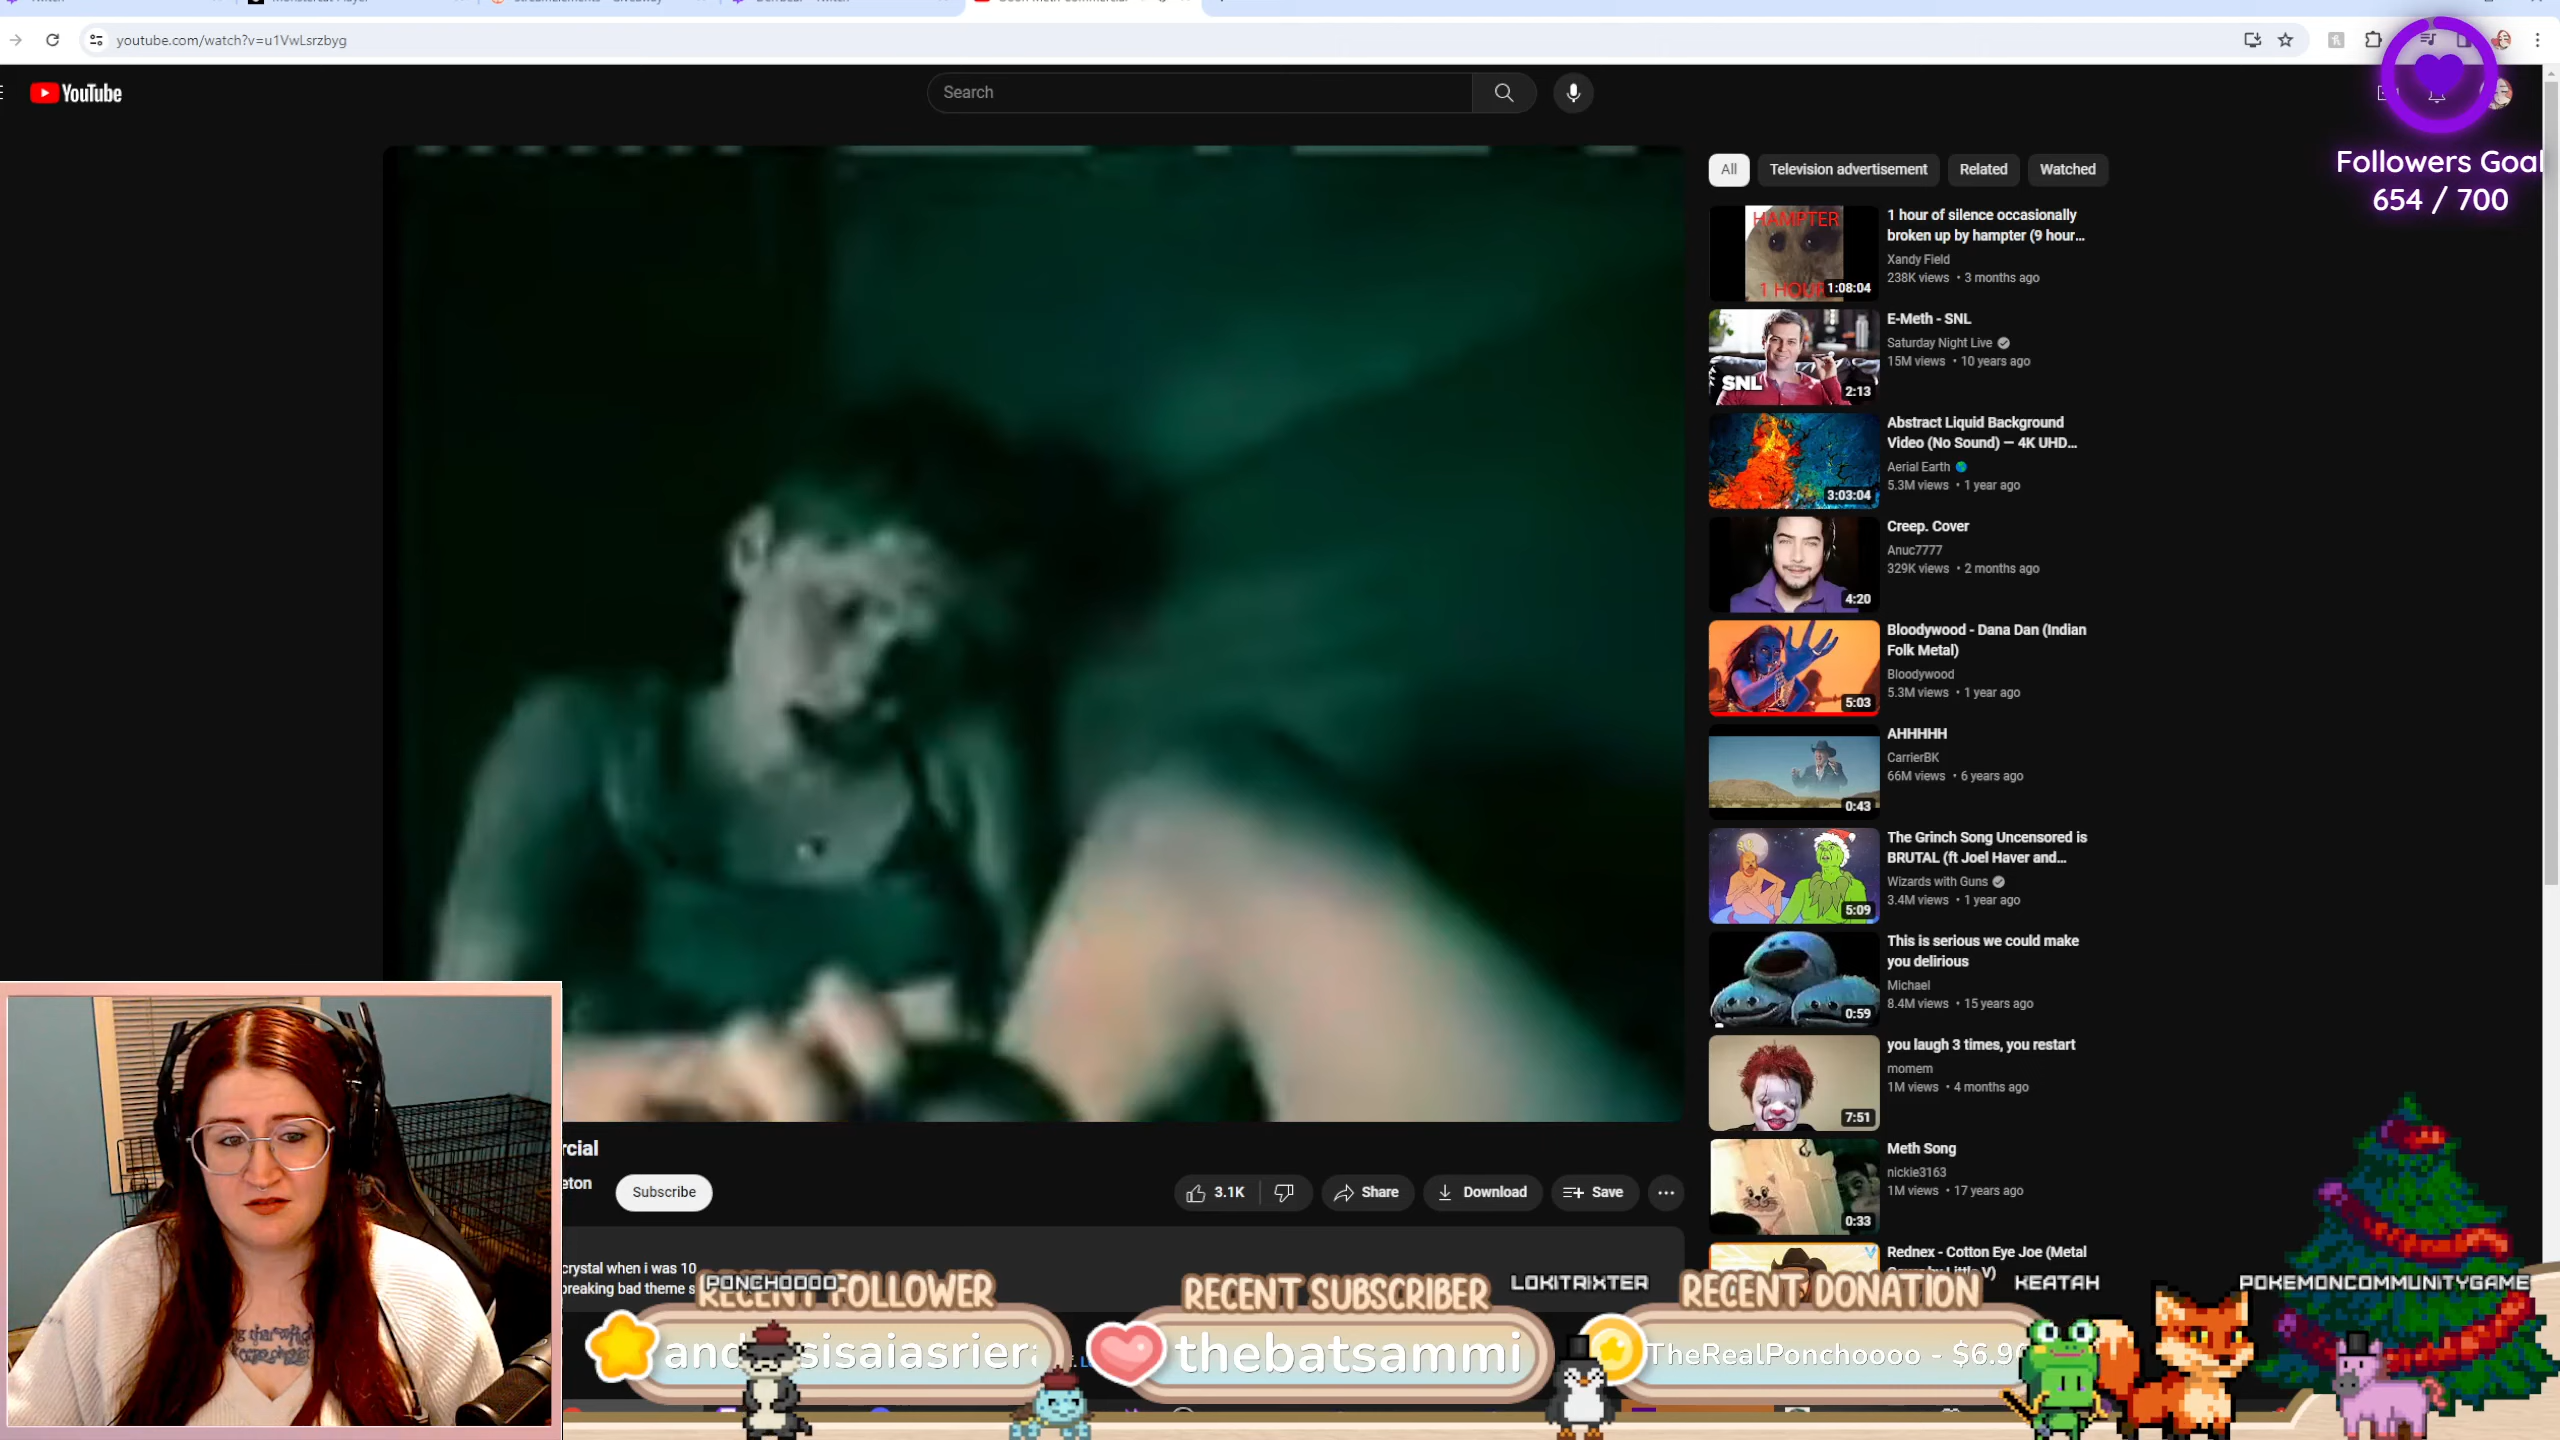 youtube.com/watch?v=u1VwLsrzbyg
YouTube
Search
Followers Goal
654 / 700
All
Television advertisement
Related
Watched
HAMPTER
1:08:04
1 hour of silence occasionally
broken up by hampter (9 hour...
Xandy Field
238K views • 3 months ago
SNL
2:13
E-Meth - SNL
Saturday Night Live
15M views • 10 years ago
3:03:04
Abstract Liquid Background
Video (No Sound) — 4K UHD...
Aerial Earth
5.3M views • 1 year ago
4:20
Creep. Cover
Anuc7777
329K views • 2 months ago
5:03
Bloodywood - Dana Dan (Indian
Folk Metal)
Bloodywood
5.3M views • 1 year ago
0:43
AHHHHH
CarrierBK
66M views • 6 years ago
5:09
The Grinch Song Uncensored is
BRUTAL (ft Joel Haver and...
Wizards with Guns
3.4M views • 1 year ago
0:59
This is serious we could make
you delirious
Michael
8.4M views • 15 years ago
7:51
you laugh 3 times, you restart
momem
1M views • 4 months ago
0:33
Meth Song
nickie3163
1M views • 17 years ago
Rednex - Cotton Eye Joe (Metal
rcial
eton
Subscribe
3.1K
Share
Download
Save
crystal when i was 10
breaking bad theme s
PONCHOOOO
RECENT FOLLOWER
RECENT SUBSCRIBER
thebatsammi
LOKITRIXTER
RECENT DONATION
TheRealPonchoooo - $6.9
KEATAH
POKEMONCOMMUNITYGAME